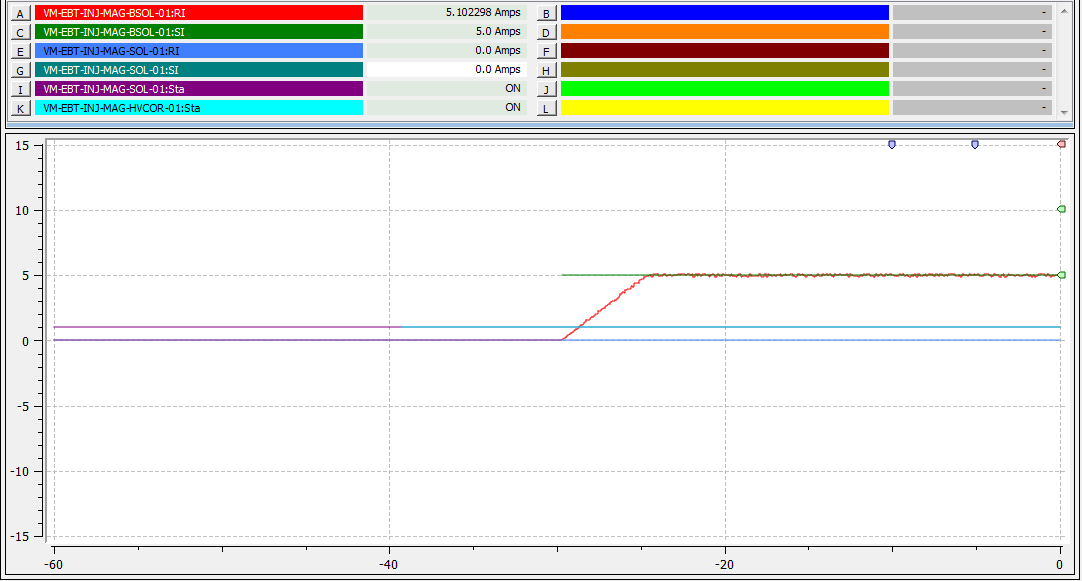 A VM-EBT-INJ-MAG-BSOL-01:RI 5.102298 Amps B -
C VM-EBT-INJ-MAG-BSOL-01:SI 5.0 Amps D -
E VM-EBT-INJ-MAG-SOL-01:RI 0.0 Amps F -
G VM-EBT-INJ-MAG-SOL-01:SI 0.0 Amps H -
I VM-EBT-INJ-MAG-SOL-01:Sta ON J -
K VM-EBT-INJ-MAG-HVCOR-01:Sta ON L -
15
10
5
0
-5
-10
-15
-60 -40 -20 0